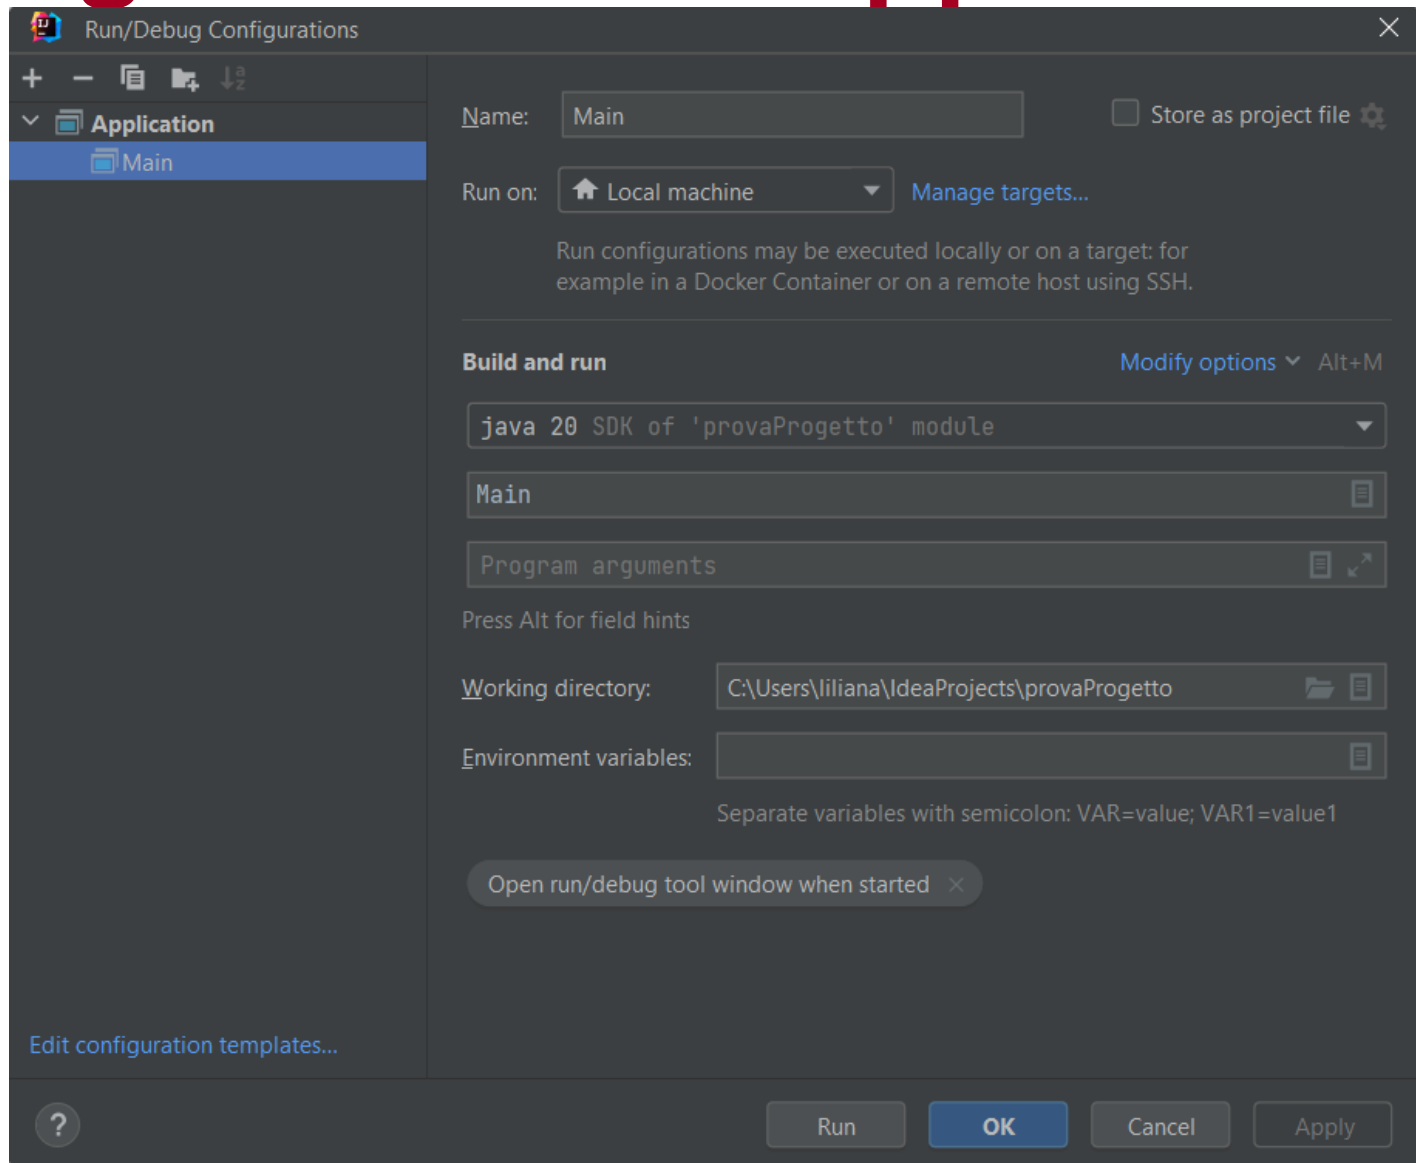 Run/Debug Configurations
Application
Main
Name: Main
Store as project file
Run on: Local machine Manage targets...
Run configurations may be executed locally or on a target: for
example in a Docker Container or on a remote host using SSH.
Build and run Modify options Alt+M
java 20 SDK of 'provaProgetto' module
Main
Program arguments
Press Alt for field hints
Working directory: C:\Users\liliana\IdeaProjects\provaProgetto
Environment variables:
Separate variables with semicolon: VAR=value; VAR1=value1
Open run/debug tool window when started
Edit configuration templates...
? Run OK Cancel Apply